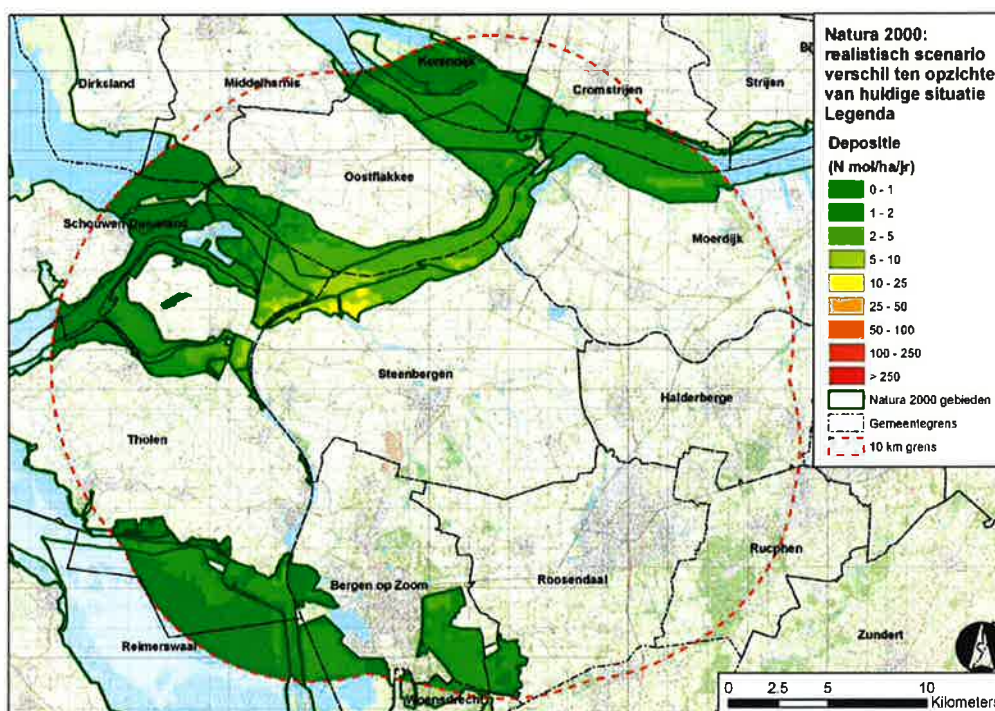 Natura 2000:
realistisch scenario
verschil ten opzichte
van huidige situatie
Legenda
Depositie
(N mol/ha/jr)
0 - 1
1 - 2
2 - 5
5 - 10
10 - 25
25 - 50
50 - 100
100 - 250
> 250
Natura 2000 gebieden
Gemeentegrens
10 km grens
Dirksland
Middelharnis
Korendijk
Cromstrijen
Strijen
Oostflakkee
Schouwen-Duiveland
Moerdijk
Steenbergen
Halderberge
Tholen
Bergen op Zoom
Roosendaal
Rucphen
Reimerswaal
Zundert
Woensdrecht
0 2.5 5 10
Kilometers